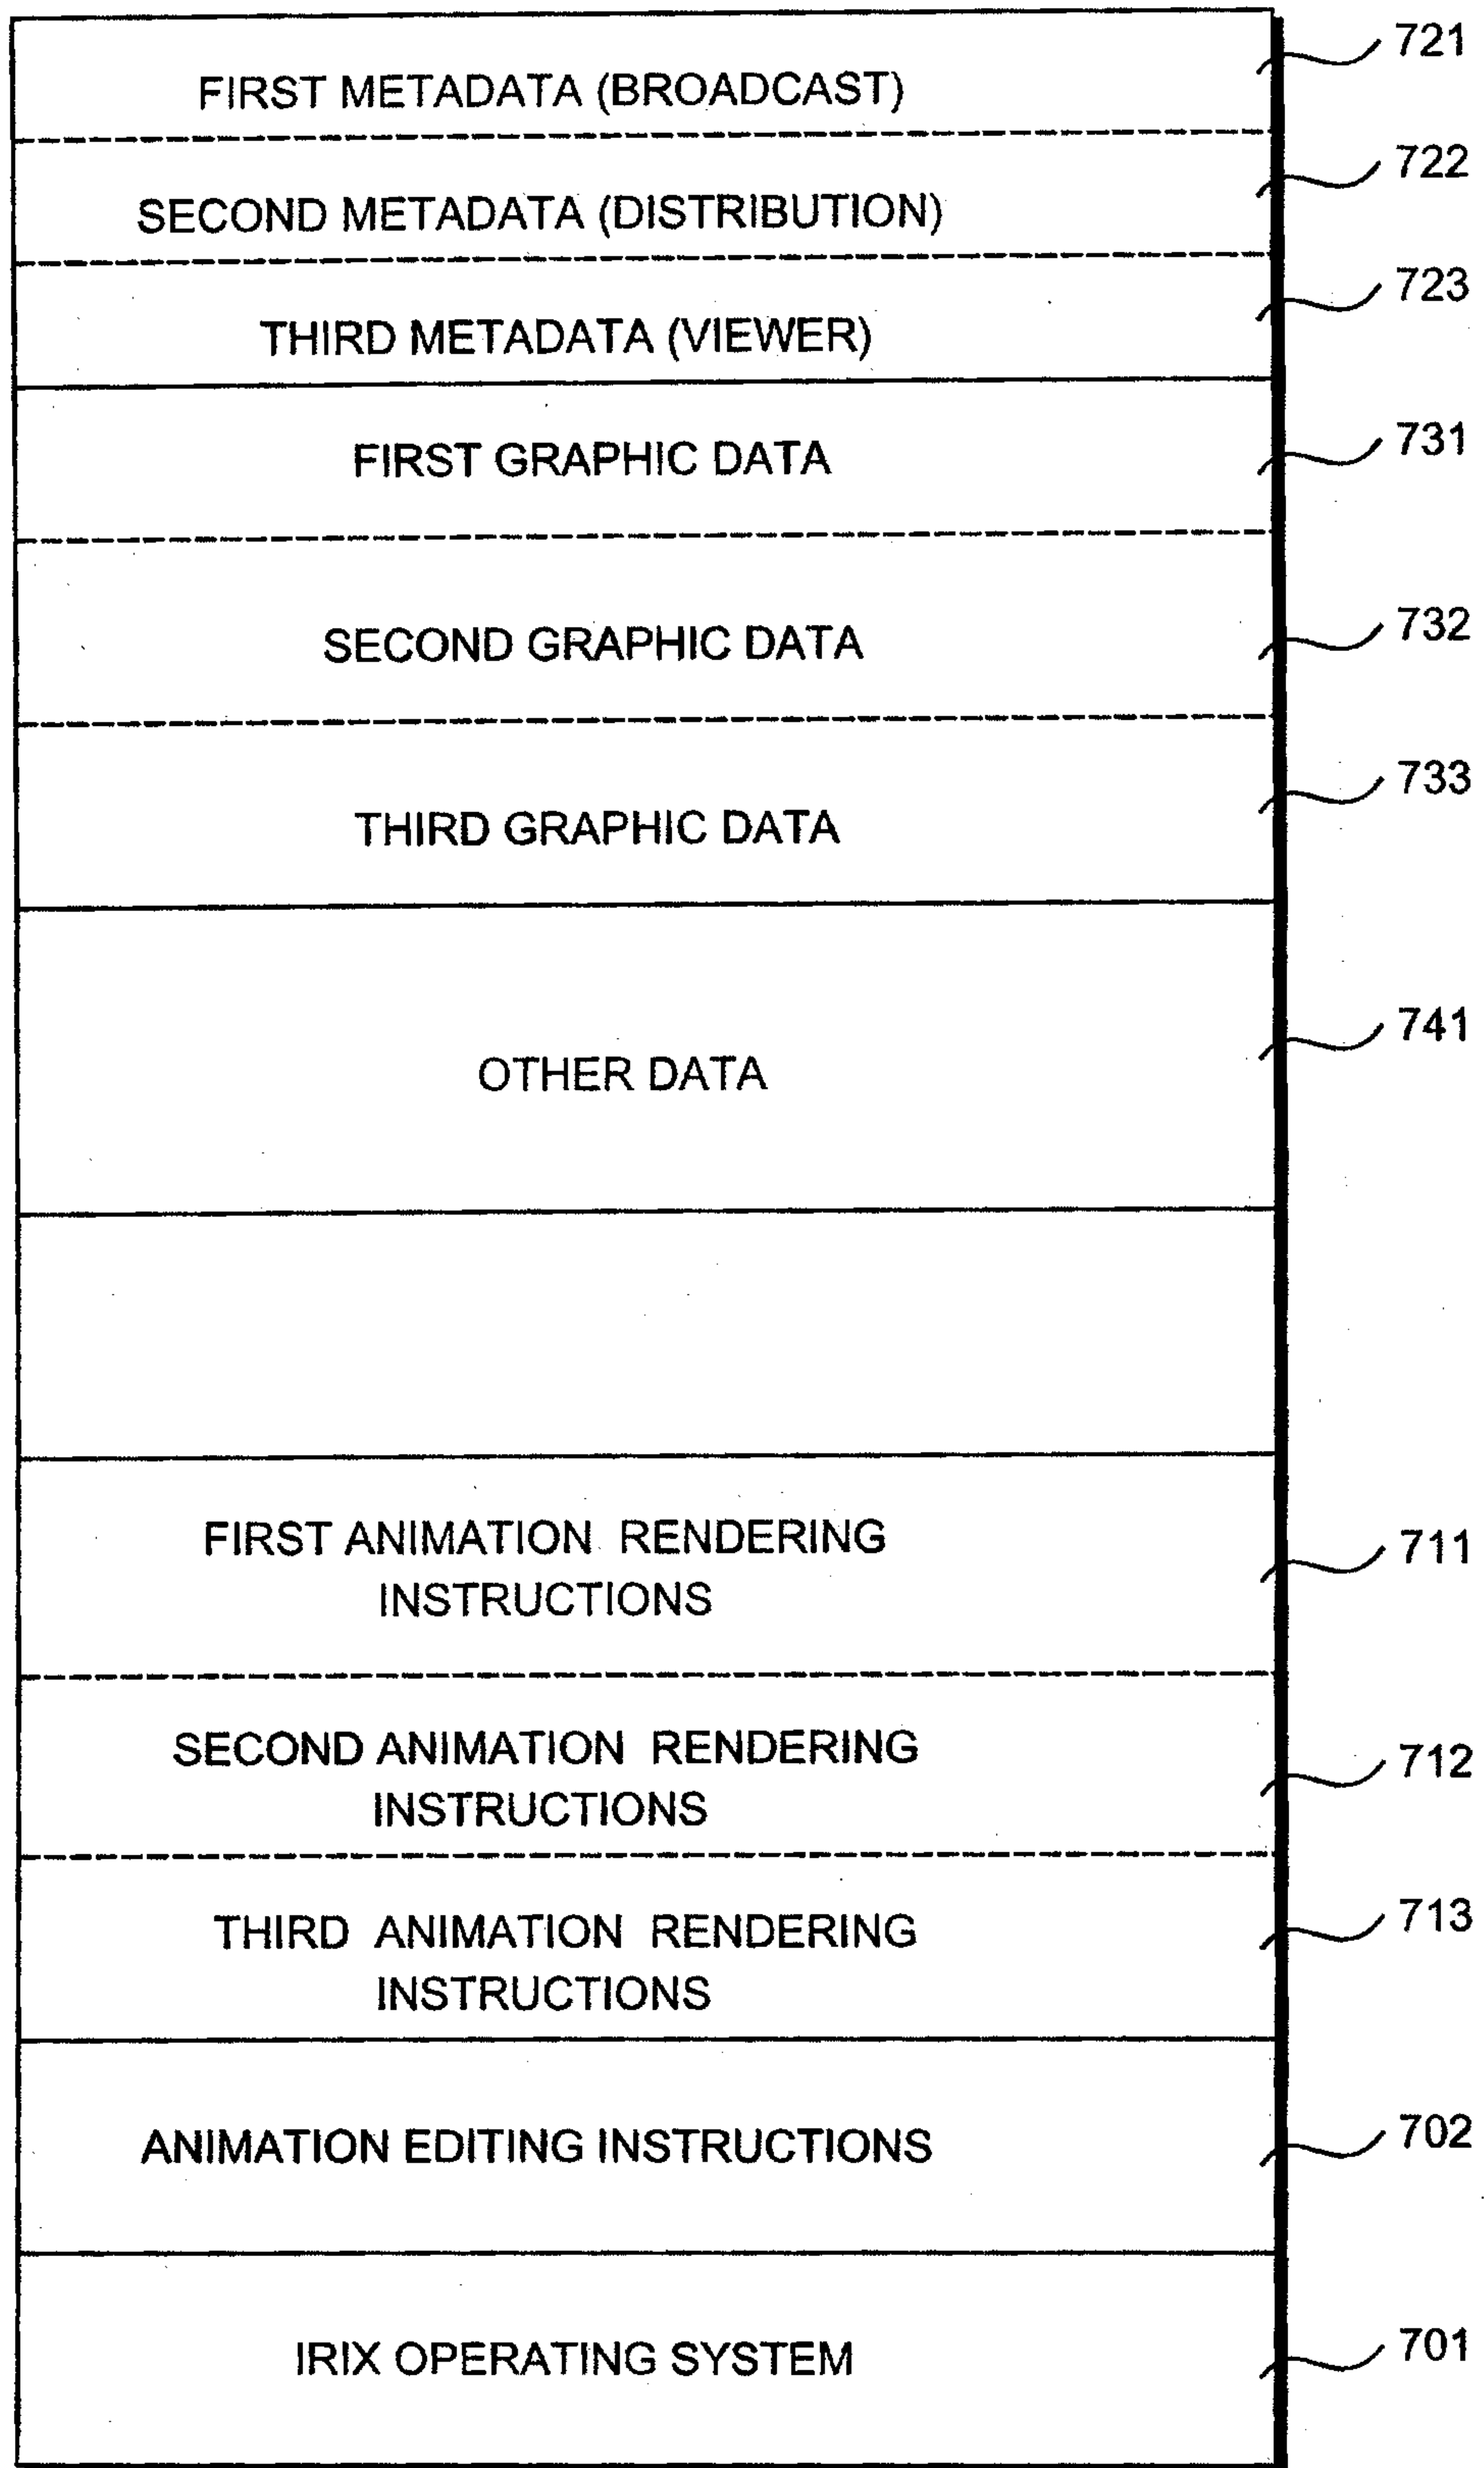 721
FIRST METADATA (BROADCAST)
722
SECOND METADATA (DISTRIBUTION)
723
THIRD METADATA (VIEWER)
731
FIRST GRAPHIC DATA
732
SECOND GRAPHIC DATA
733
THIRD GRAPHIC DATA
741
OTHER DATA
FIRST ANIMATION RENDERING
INSTRUCTIONS
711
SECOND ANIMATION RENDERING
INSTRUCTIONS
712
THIRD ANIMATION RENDERING
INSTRUCTIONS
713
ANIMATION EDITING INSTRUCTIONS
702
IRIX OPERATING SYSTEM
701